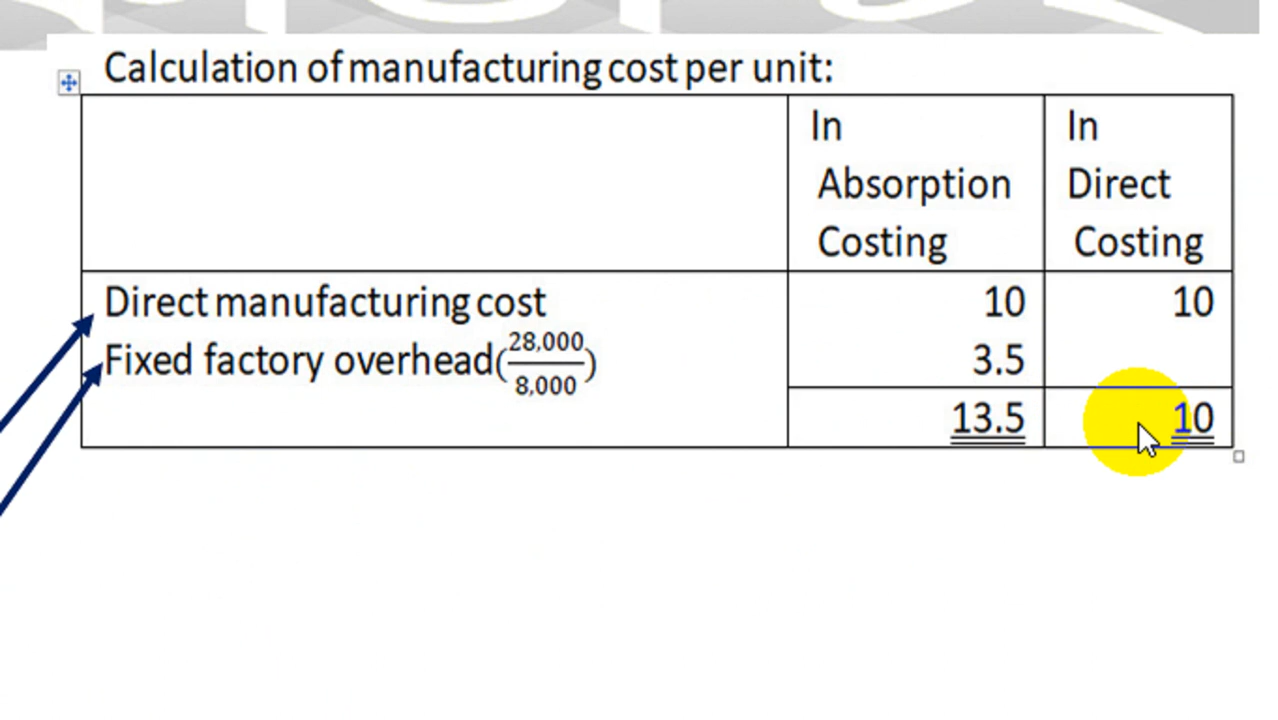 Calculation of manufacturing cost per unit:
In Absorption Costing
In Direct Costing
Direct manufacturing cost 10 10
Fixed factory overhead(28,000/8,000) 3.5
13.5 10